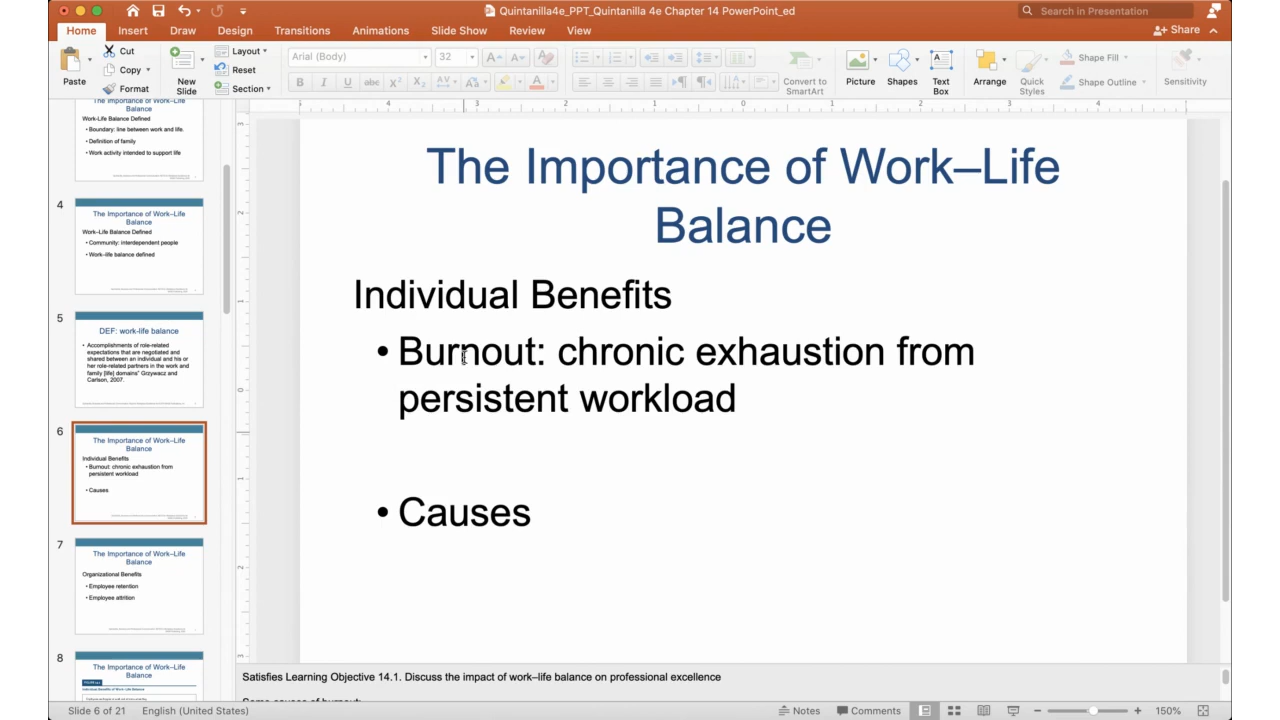 Quintanilla4e_PPT_Quintanilla 4e Chapter 14 PowerPoint_ed
Search in Presentation
Home Insert Draw Design Transitions Animations Slide Show Review View
Share
Paste
Cut
Copy
Format
New
Slide
Layout
Reset
Section
Arial (Body) 32
Convert to
SmartArt
Picture
Shapes
Text
Box
Arrange
Quick
Styles
Shape Fill
Shape Outline
Sensitivity
The Importance of Work–Life
Balance
Work-Life Balance Defined
• Boundary: line between work and life.
• Definition of family
• Work activity intended to support life
4
The Importance of Work–Life
Balance
Work–Life Balance Defined
• Community: interdependent people
• Work–life balance defined
5
DEF: work-life balance
• Accomplishments of role-related
expectations that are negotiated and
shared between an individual and his or
her role-related partners in the work and
family [life] domains” Grzywacz and
Carlson, 2007.
6
The Importance of Work–Life
Balance
Individual Benefits
• Burnout: chronic exhaustion from
persistent workload
• Causes
7
The Importance of Work–Life
Balance
Organizational Benefits
• Employee retention
• Employee attrition
8
The Importance of Work–Life
Balance
The Importance of Work–Life
Balance
Individual Benefits
• Burnout: chronic exhaustion from
persistent workload
• Causes
Satisfies Learning Objective 14.1. Discuss the impact of work–life balance on professional excellence
Some causes of burnout:
Slide 6 of 21 English (United States)
Notes Comments 150%